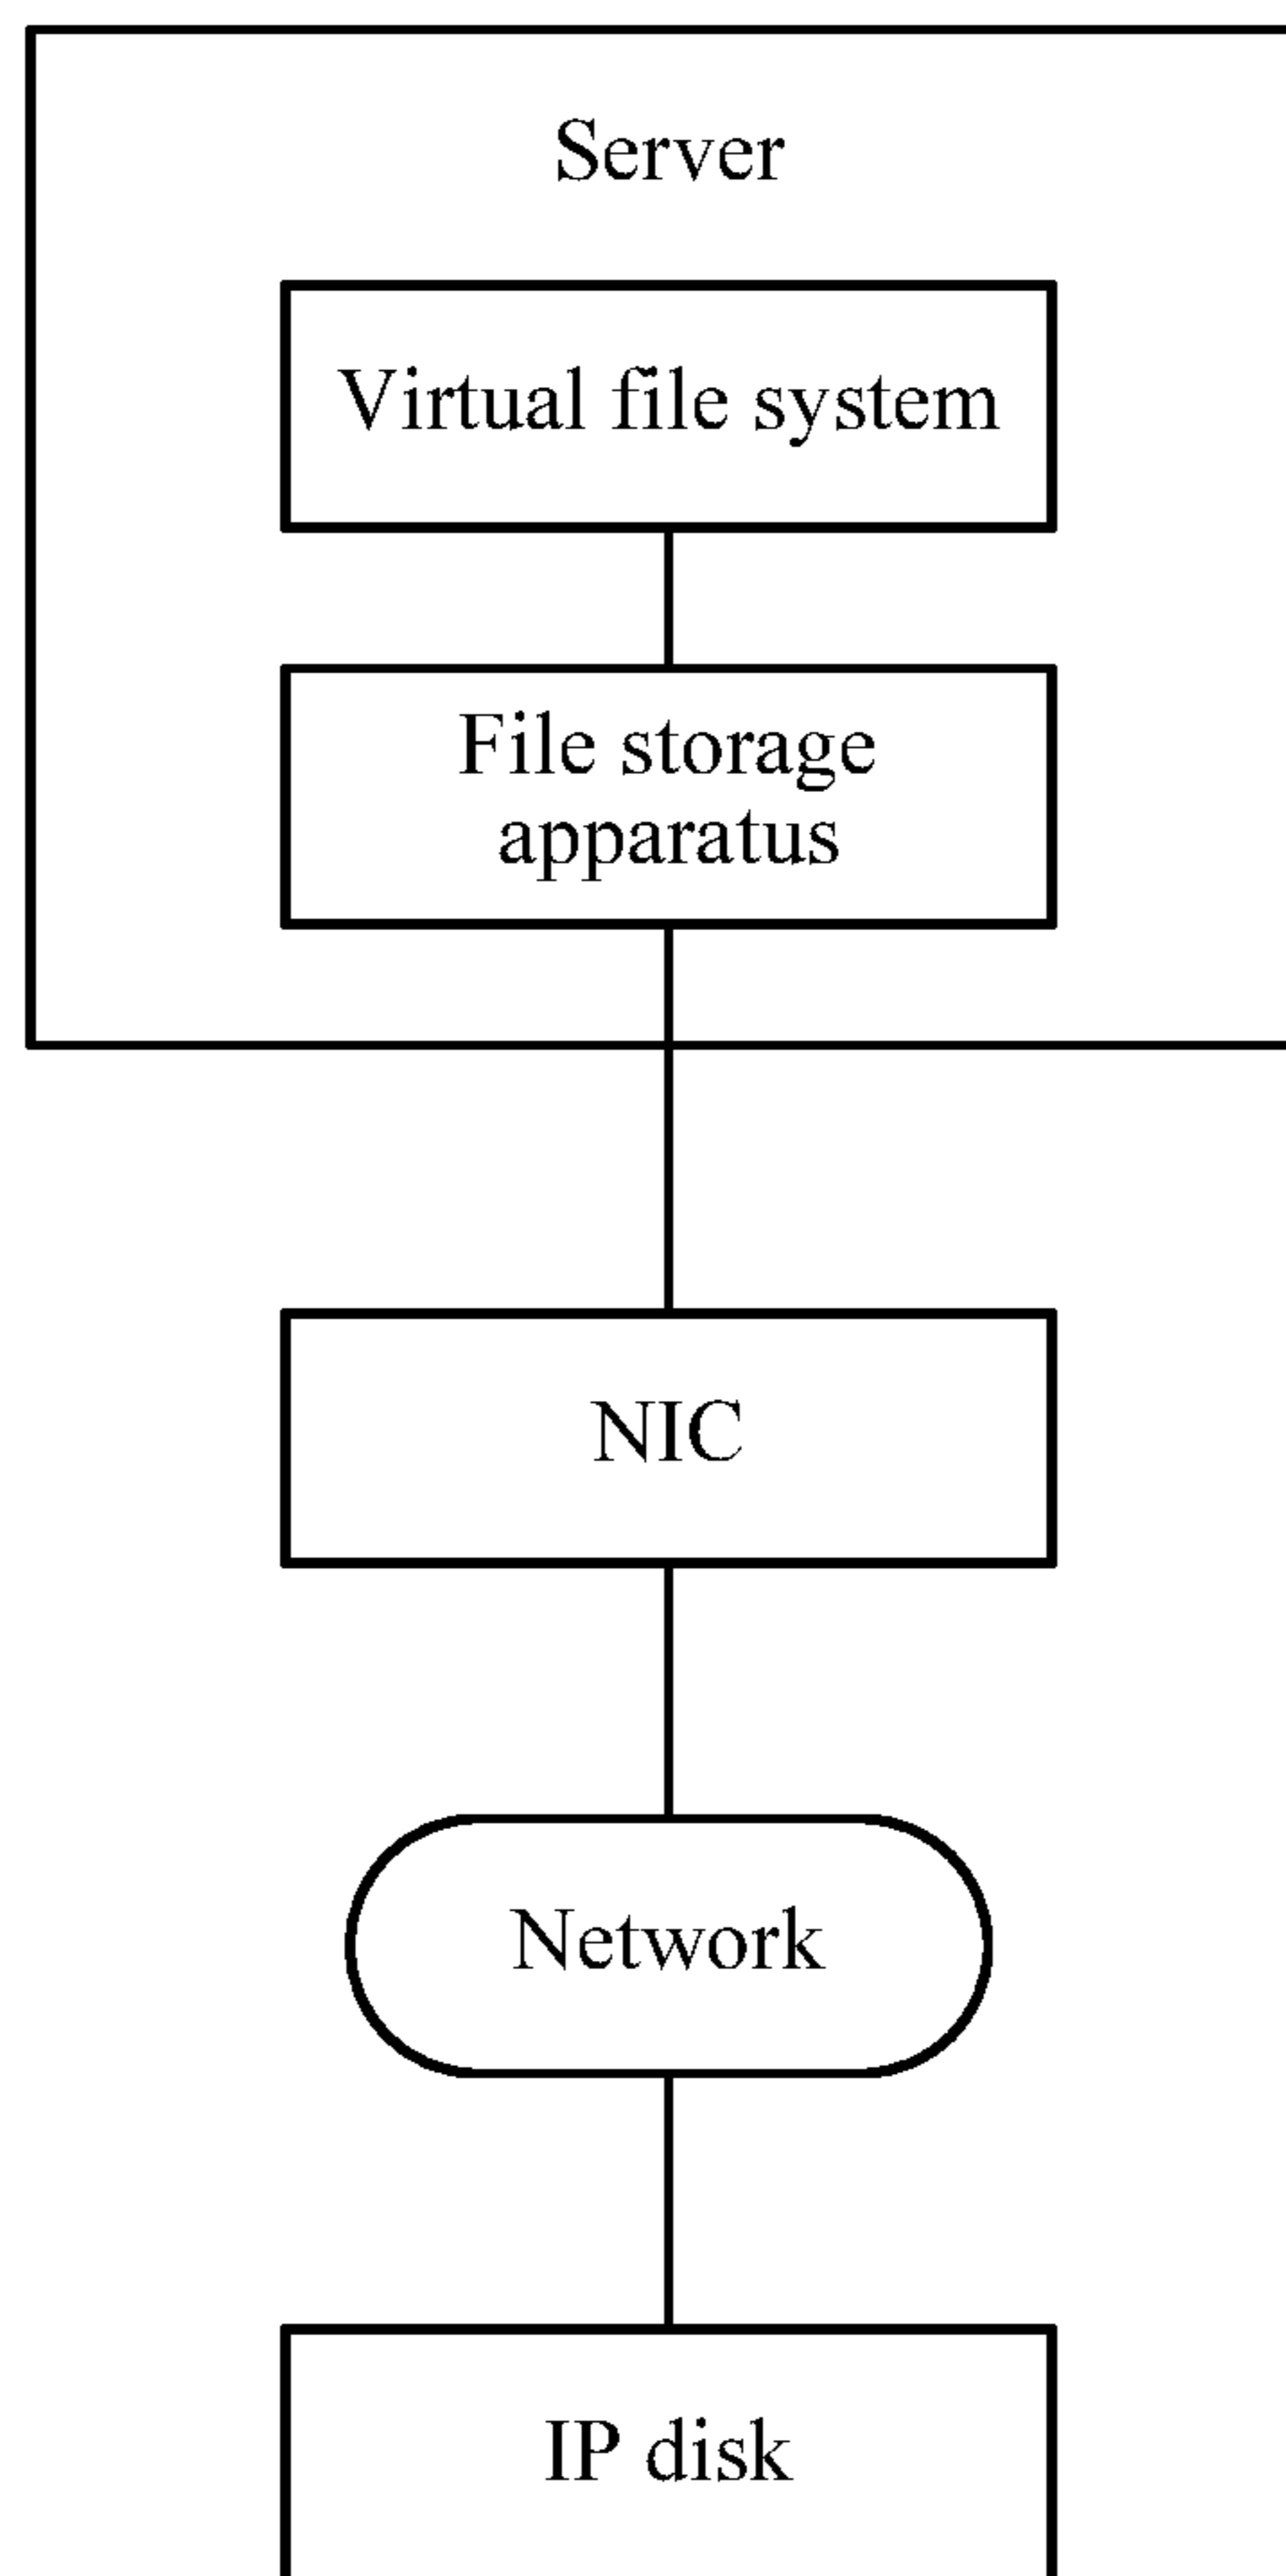 Server
Virtual file system
File storage
apparatus
NIC
Network
IP disk